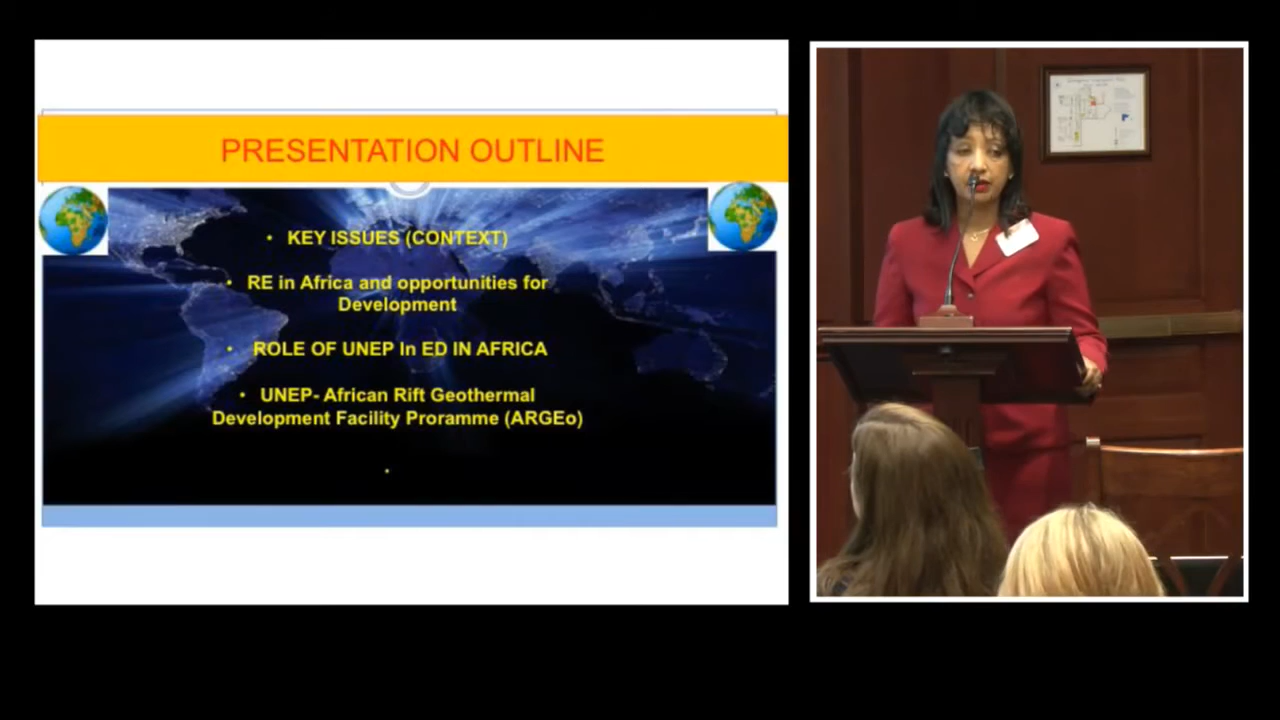 PRESENTATION OUTLINE
• KEY ISSUES (CONTEXT)
• RE in Africa and opportunities for
Development
• ROLE OF UNEP In ED IN AFRICA
• UNEP- African Rift Geothermal
Development Facility Proramme (ARGEo)
•